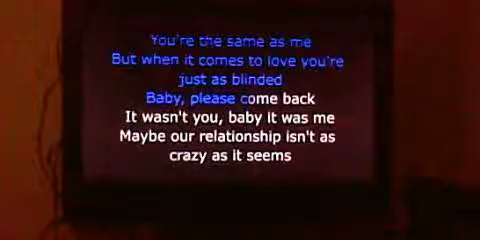 You're the same as me
But when it comes to love you're
just as blinded
Baby, please come back
It wasn't you, baby it was me
Maybe our relationship isn't as
crazy as it seems